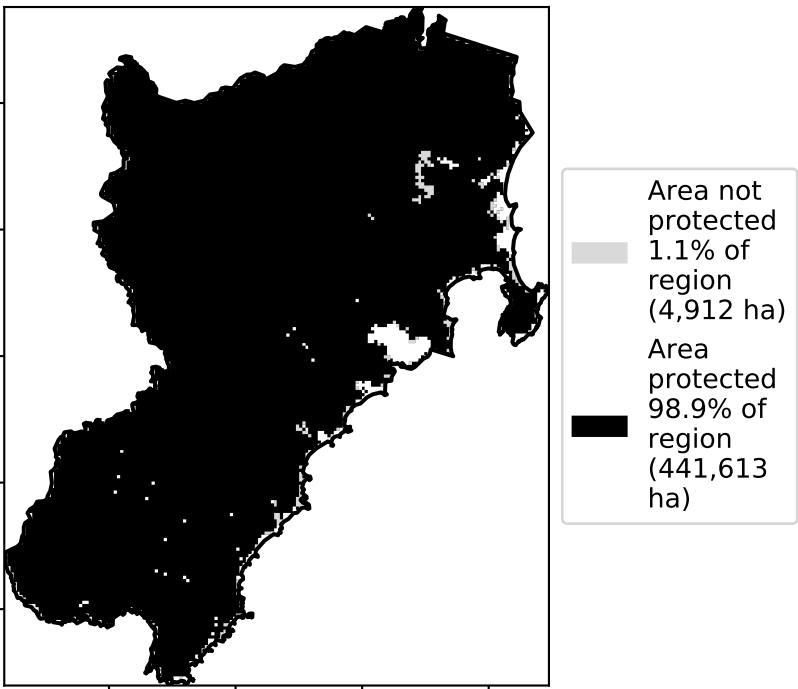 Area not
protected
1.1% of
region
(4,912 ha)
Area
protected
98.9% of
region
(441,613
ha)